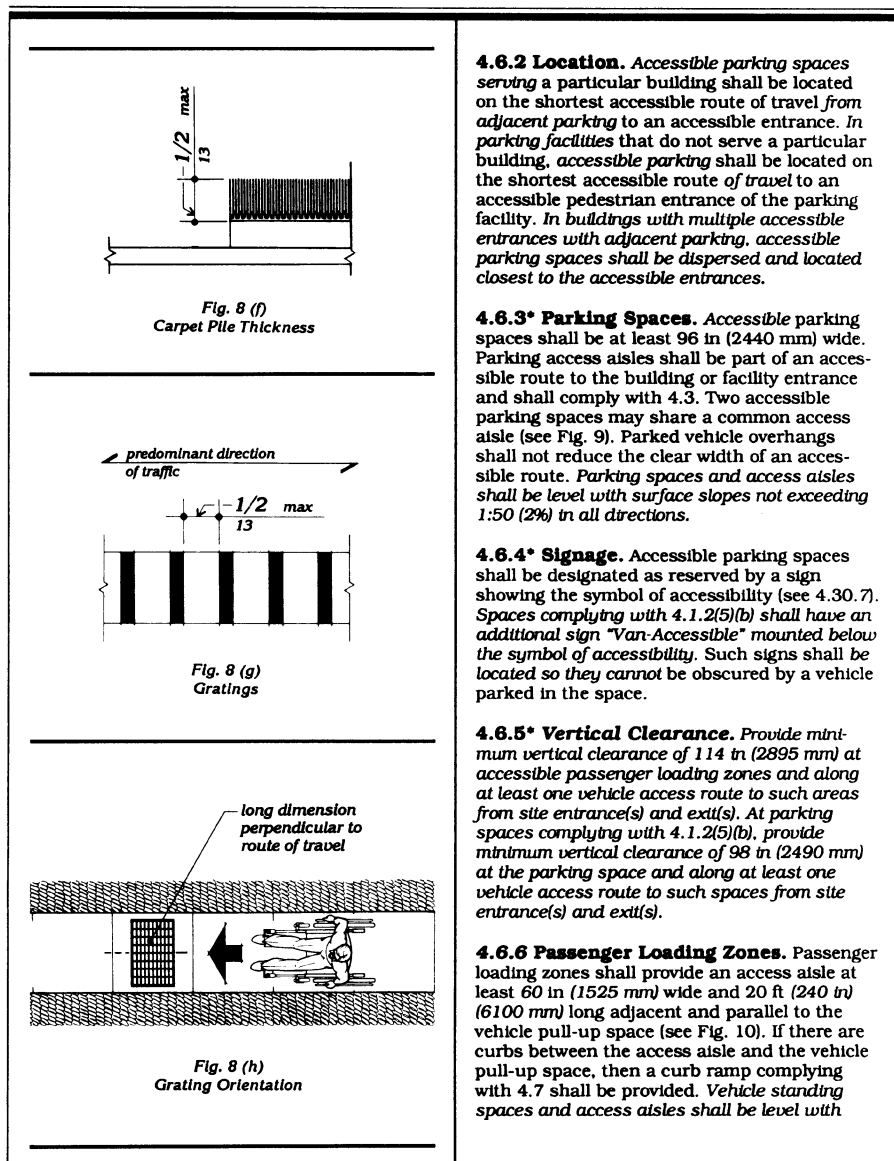 1/2 max
13
Fig. 8 (f)
Carpet Pile Thickness
predominant direction
of traffic
1/2 max
13
Fig. 8 (g)
Gratings
long dimension
perpendicular to
route of travel
Fig. 8 (h)
Grating Orientation
4.6.2 Location. Accessible parking spaces
serving a particular building shall be located
on the shortest accessible route of travel from
adjacent parking to an accessible entrance. In
parking facilities that do not serve a particular
building, accessible parking shall be located on
the shortest accessible route of travel to an
accessible pedestrian entrance of the parking
facility. In buildings with multiple accessible
entrances with adjacent parking, accessible
parking spaces shall be dispersed and located
closest to the accessible entrances.
4.6.3* Parking Spaces. Accessible parking
spaces shall be at least 96 in (2440 mm) wide.
Parking access aisles shall be part of an acces-
sible route to the building or facility entrance
and shall comply with 4.3. Two accessible
parking spaces may share a common access
aisle (see Fig. 9). Parked vehicle overhangs
shall not reduce the clear width of an acces-
sible route. Parking spaces and access aisles
shall be level with surface slopes not exceeding
1:50 (2%) in all directions.
4.6.4* Signage. Accessible parking spaces
shall be designated as reserved by a sign
showing the symbol of accessibility (see 4.30.7).
Spaces complying with 4.1.2(5)(b) shall have an
additional sign "Van-Accessible" mounted below
the symbol of accessibility. Such signs shall be
located so they cannot be obscured by a vehicle
parked in the space.
4.6.5* Vertical Clearance. Provide mini-
mum vertical clearance of 114 in (2895 mm) at
accessible passenger loading zones and along
at least one vehicle access route to such areas
from site entrance(s) and exit(s). At parking
spaces complying with 4.1.2(5)(b), provide
minimum vertical clearance of 98 in (2490 mm)
at the parking space and along at least one
vehicle access route to such spaces from site
entrance(s) and exit(s).
4.6.6 Passenger Loading Zones. Passenger
loading zones shall provide an access aisle at
least 60 in (1525 mm) wide and 20 ft (240 in)
(6100 mm) long adjacent and parallel to the
vehicle pull-up space (see Fig. 10). If there are
curbs between the access aisle and the vehicle
pull-up space, then a curb ramp complying
with 4.7 shall be provided. Vehicle standing
spaces and access aisles shall be level with